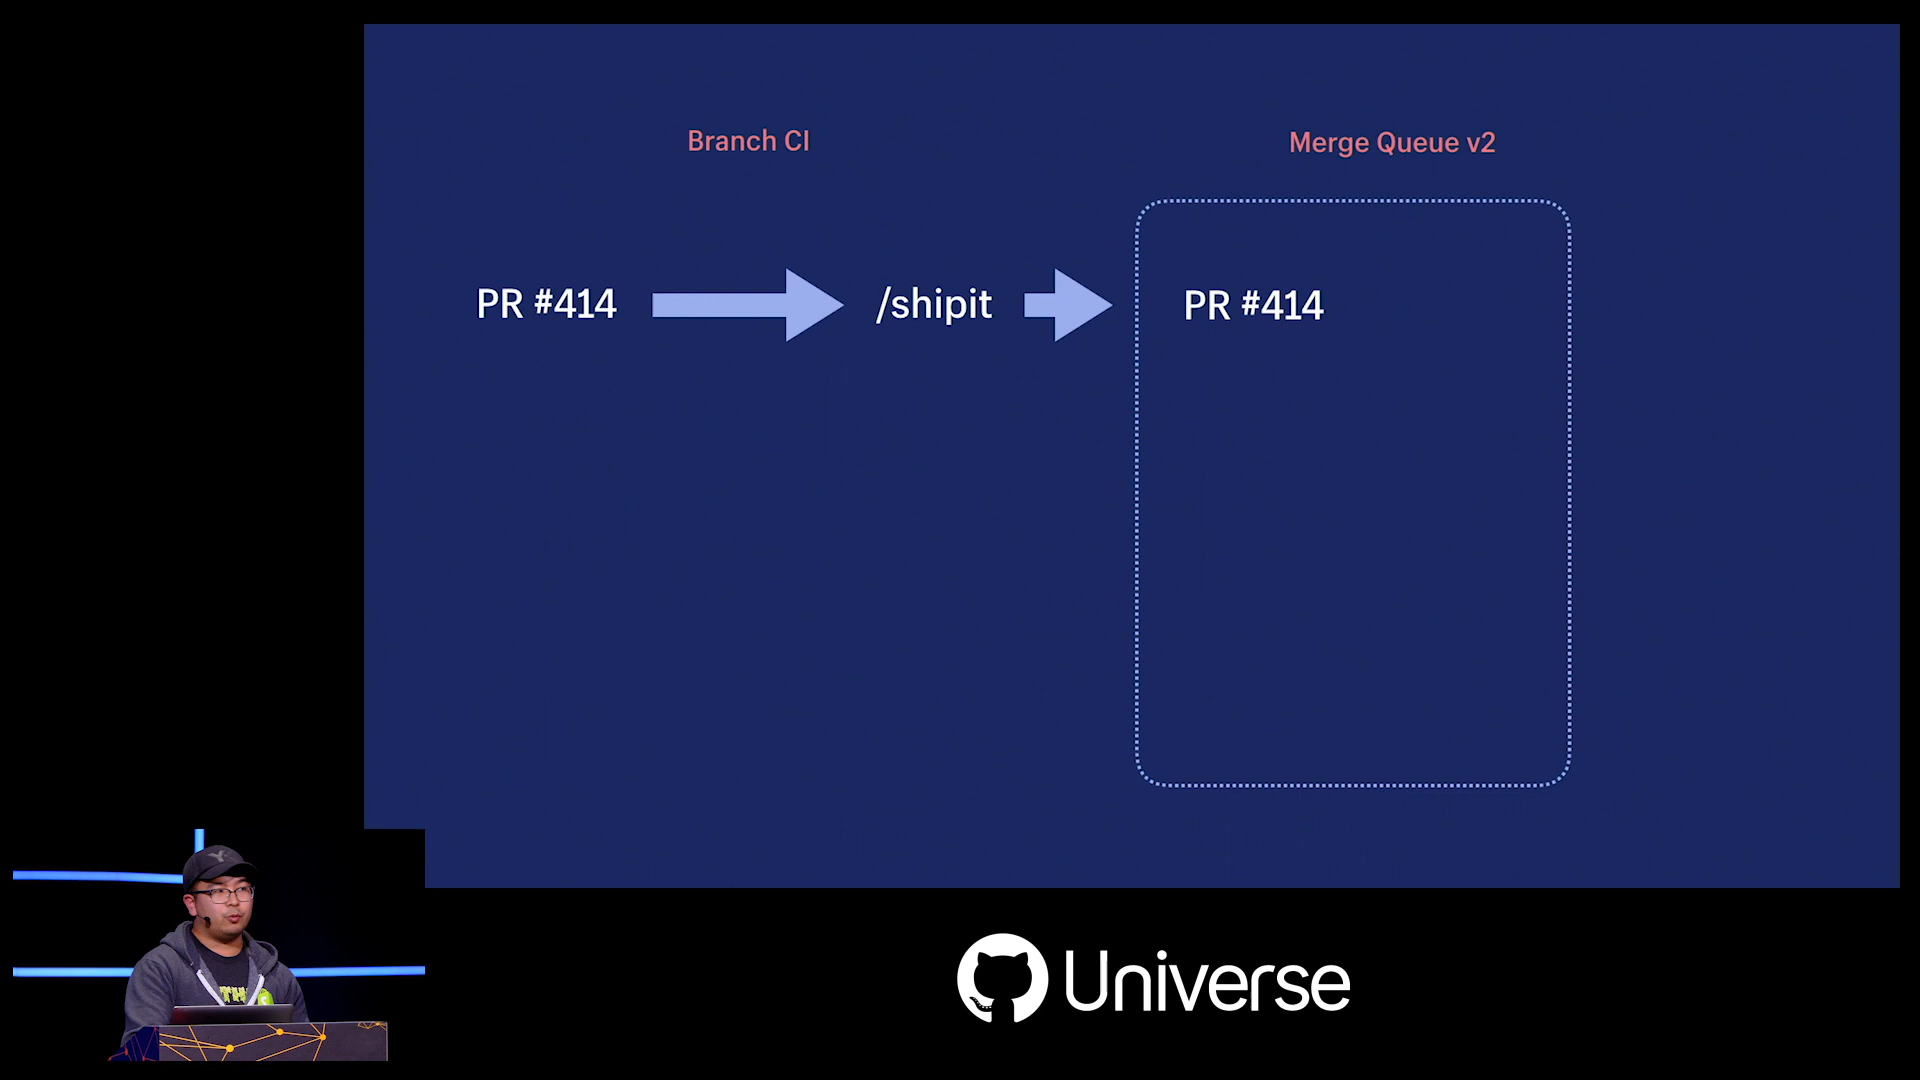 Branch CI
Merge Queue v2
PR #414
/shipit
PR #414
Universe